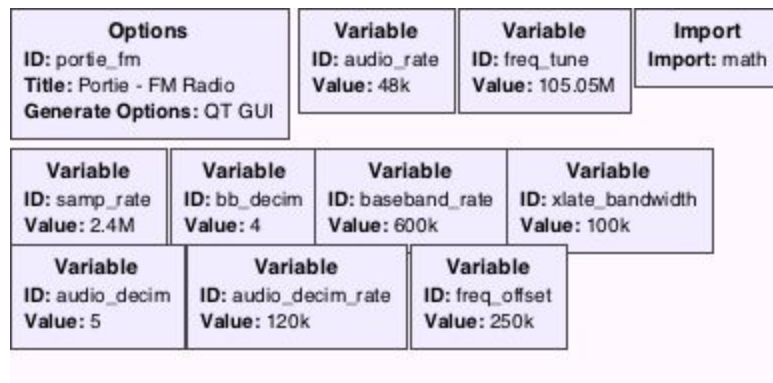 Options
ID: portie_fm
Title: Portie - FM Radio
Generate Options: QT GUI
Variable
ID: audio_rate
Value: 48k
Variable
ID: freq_tune
Value: 105.05M
Import
Import: math
Variable
ID: samp_rate
Value: 2.4M
Variable
ID: bb_decim
Value: 4
Variable
ID: baseband_rate
Value: 600k
Variable
ID: xlate_bandwidth
Value: 100k
Variable
ID: audio_decim
Value: 5
Variable
ID: audio_decim_rate
Value: 120k
Variable
ID: freq_offset
Value: 250k